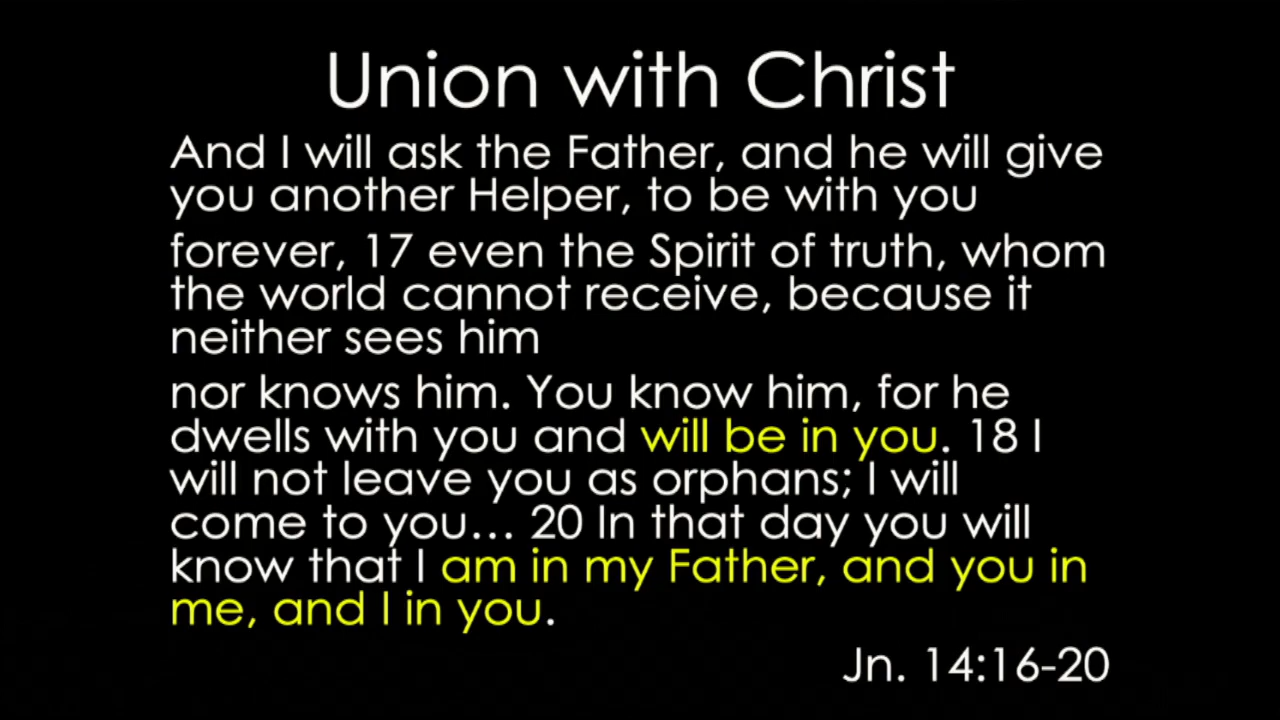 Union with Christ
And I will ask the Father, and he will give
you another Helper, to be with you
forever, 17 even the Spirit of truth, whom
the world cannot receive, because it
neither sees him
nor knows him. You know him, for he
dwells with you and will be in you. 18 I
will not leave you as orphans; I will
come to you… 20 In that day you will
know that I am in my Father, and you in
me, and I in you.
Jn. 14:16-20